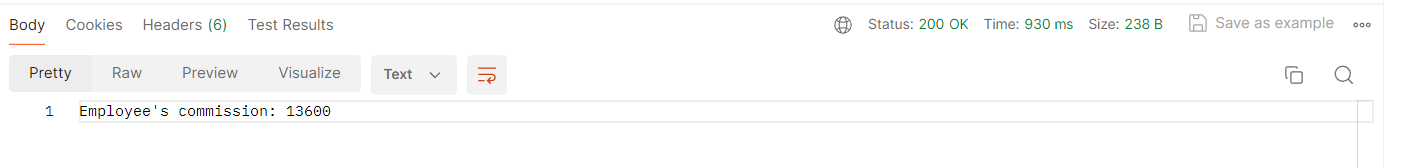 Body Cookies Headers (6) Test Results Status: 200 OK Time: 930 ms Size: 238 B Save as example
Pretty Raw Preview Visualize Text
1 Employee's commission: 13600